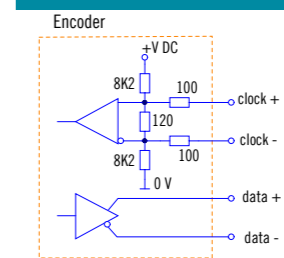 Encoder
+V DC
8K2
100
clock +
120
clock -
8K2
100
0 V
data +
data -